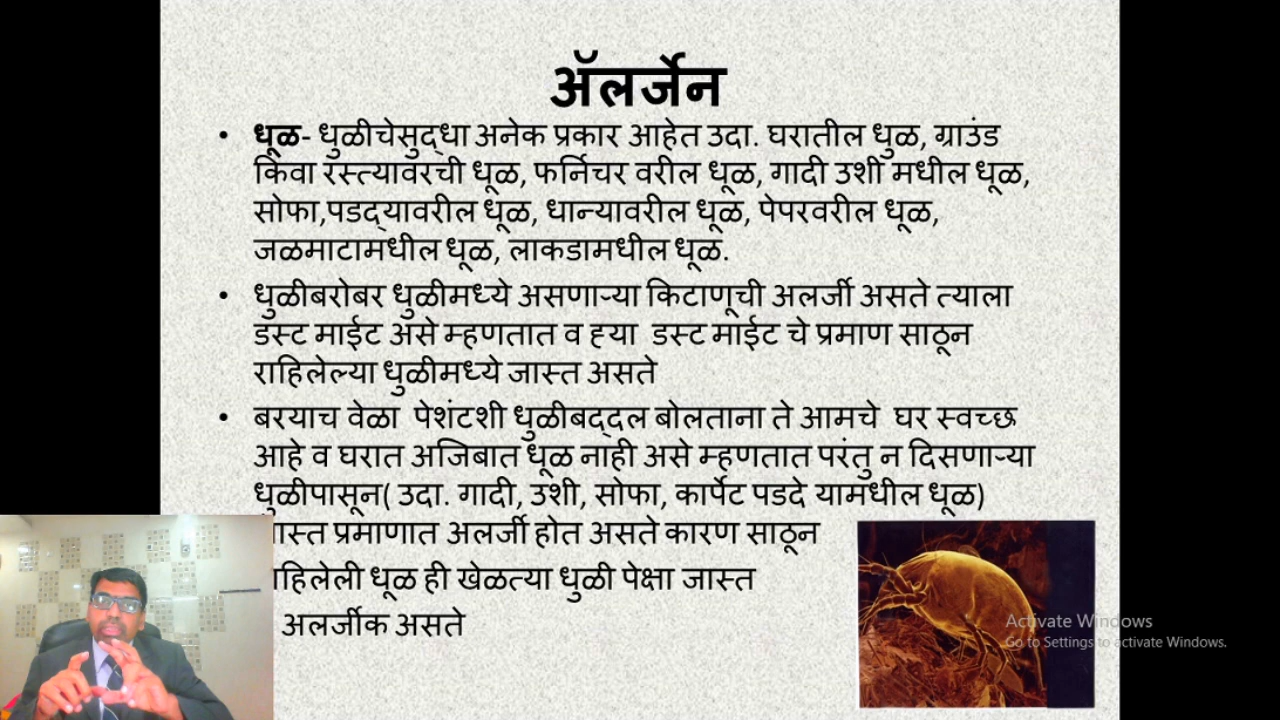 ॲलर्जेन
• धूळ- धुळीचेसुद्धा अनेक प्रकार आहेत उदा. घरातील धुळ, ग्राउंड
किंवा रस्त्यावरची धूळ, फर्निचर वरील धूळ, गादी उशी मधील धूळ,
सोफा,पडद्यावरील धूळ, धान्यावरील धूळ, पेपरवरील धूळ,
जळमाटामधील धूळ, लाकडामधील धूळ.
• धुळीबरोबर धुळीमध्ये असणाऱ्या किटाणूची अलर्जी असते त्याला
डस्ट माईट असे म्हणतात व ह्या डस्ट माईट चे प्रमाण साठून
राहिलेल्या धुळीमध्ये जास्त असते
• बरयाच वेळा पेशंटशी धुळीबद्दल बोलताना ते आमचे घर स्वच्छ
आहे व घरात अजिबात धूळ नाही असे म्हणतात परंतु न दिसणाऱ्या
धुळीपासून( उदा. गादी, उशी, सोफा, कार्पेट पडदे यामधील धूळ)
प्रमाणात अलर्जी होत असते कारण साठून
धूळ ही खेळत्या धुळी पेक्षा जास्त
अलर्जीक असते
Activate Windows
Go to Settings to activate Windows.